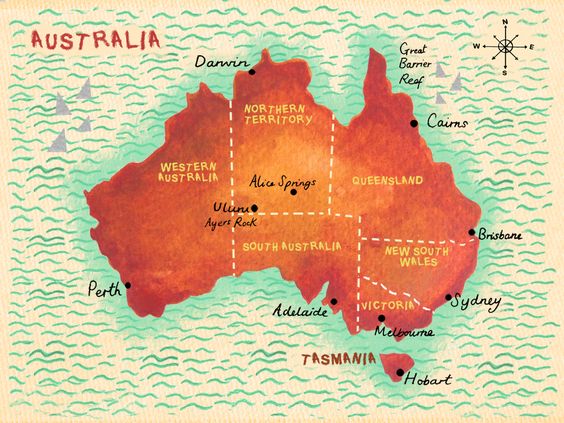 AUSTRALIA
N
W
E
S
Great
Barrier
Reef
Darwin
NORTHERN
TERRITORY
Cairns
WESTERN
AUSTRALIA
Alice Springs
QUEENSLAND
Uluru
Ayers Rock
SOUTH AUSTRALIA
NEW SOUTH
WALES
Brisbane
Perth
Adelaide
VICTORIA
Sydney
Melbourne
TASMANIA
Hobart